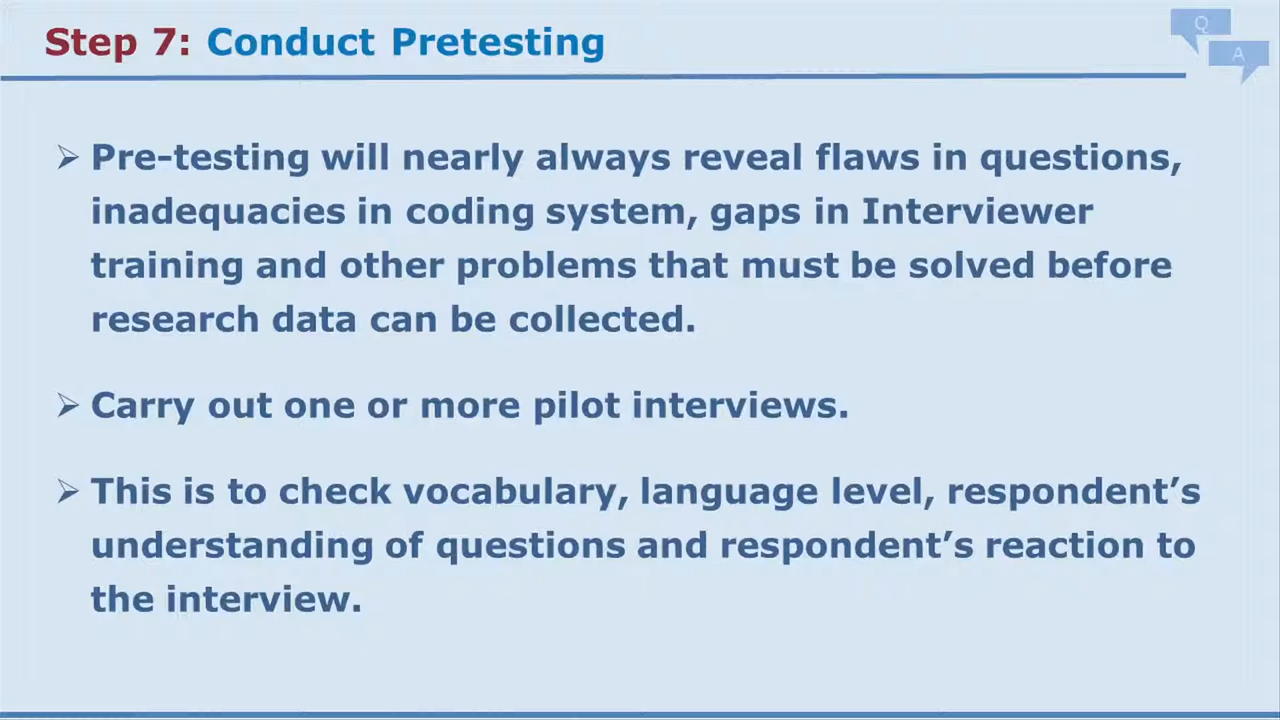 Step 7: Conduct Pretesting
Q
A
➢ Pre-testing will nearly always reveal flaws in questions,
inadequacies in coding system, gaps in Interviewer
training and other problems that must be solved before
research data can be collected.
➢ Carry out one or more pilot interviews.
➢ This is to check vocabulary, language level, respondent’s
understanding of questions and respondent’s reaction to
the interview.